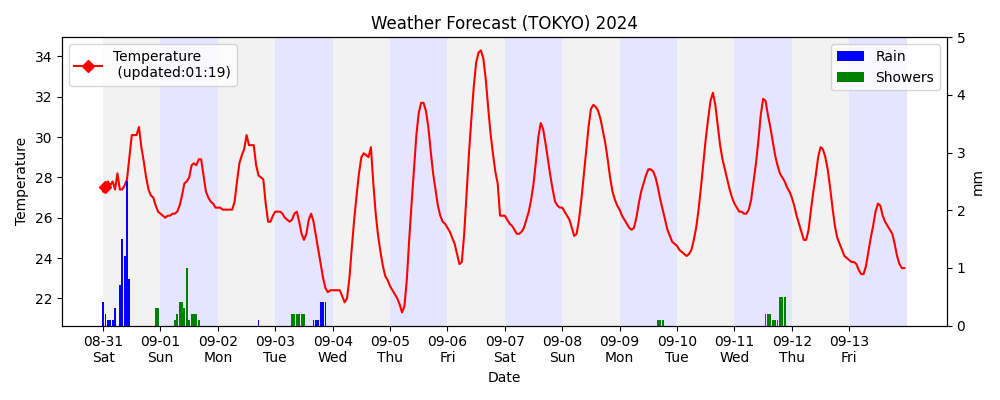 Weather Forecast (TOKYO) 2024
Temperature
(updated:01:19)
Rain
Showers
Temperature
34
32
30
28
26
24
22
5
4
3
2
1
0
mm
08-31 09-01 09-02 09-03 09-04 09-05 09-06 09-07 09-08 09-09 09-10 09-11 09-12 09-13
Sat Sun Mon Tue Wed Thu Fri Sat Sun Mon Tue Wed Thu Fri
Date